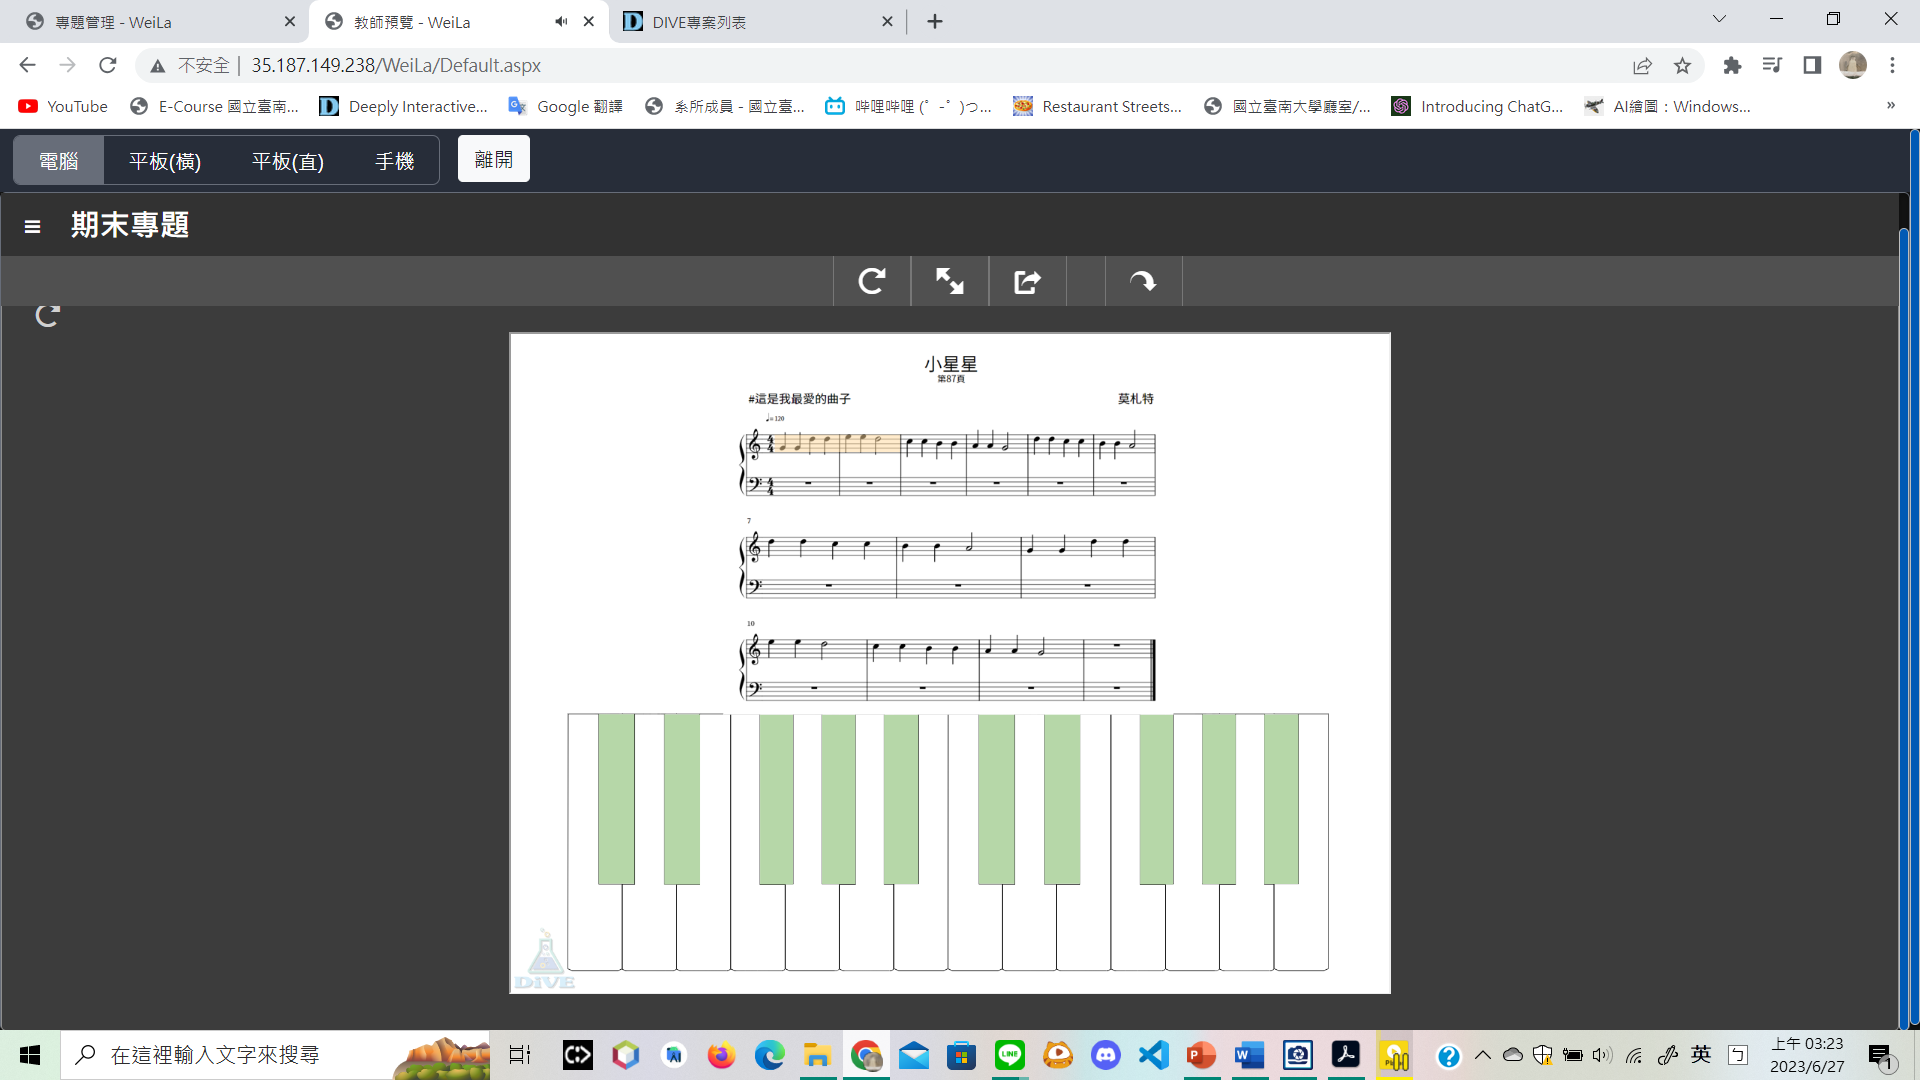 專題管理 - WeiLa
教師預覽 - WeiLa
DIVE專案列表
不安全 | 35.187.149.238/WeiLa/Default.aspx
YouTube
E-Course 國立臺南...
Deeply Interactive...
Google 翻譯
系所成員 - 國立臺...
哔哩哔哩 (゜-゜)つ...
Restaurant Streets...
國立臺南大學廳室/...
Introducing ChatG...
AI繪圖：Windows...
»
電腦
平板(橫)
平板(直)
手機
離開
期末專題
小星星
第87頁
#這是我最愛的曲子
莫札特
♩=120
7
10
DiVE
在這裡輸入文字來搜尋
英
ㄅ
上午 03:23
2023/6/27
1